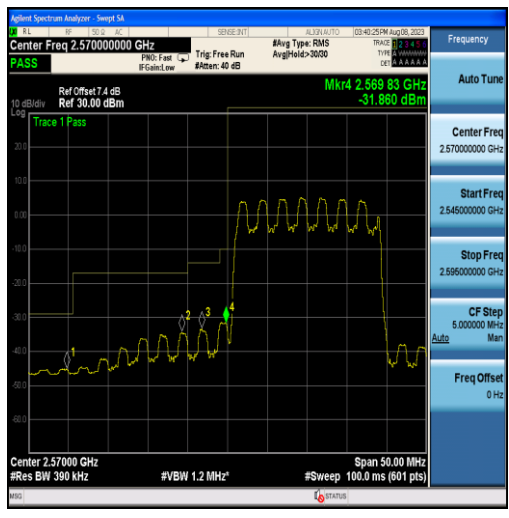 Agilent Spectrum Analyzer - Swept SA
RL RF 50 Ω AC SENSE:INT ALIGN AUTO 03:40:25PM Aug 08, 2023
Center Freq 2.570000000 GHz
PASS
PNO: Fast
IFGain:Low
Trig: Free Run
#Atten: 40 dB
#Avg Type: RMS
Avg|Hold>30/30
TRACE 1 2 3 4 5 6
TYPE A
DET A A A A A A
Ref Offset 7.4 dB
10 dB/div Ref 30.00 dBm
Mkr4 2.569 83 GHz
-31.860 dBm
Log
Trace 1 Pass
20.0
10.0
0.00
-10.0
-20.0
-30.0
-40.0
-50.0
-60.0
1
2
3
4
Center 2.57000 GHz Span 50.00 MHz
#Res BW 390 kHz #VBW 1.2 MHz* #Sweep 100.0 ms (601 pts)
MSG STATUS
Frequency
Auto Tune
Center Freq
2.570000000 GHz
Start Freq
2.545000000 GHz
Stop Freq
2.595000000 GHz
CF Step
5.000000 MHz
Auto Man
Freq Offset
0 Hz